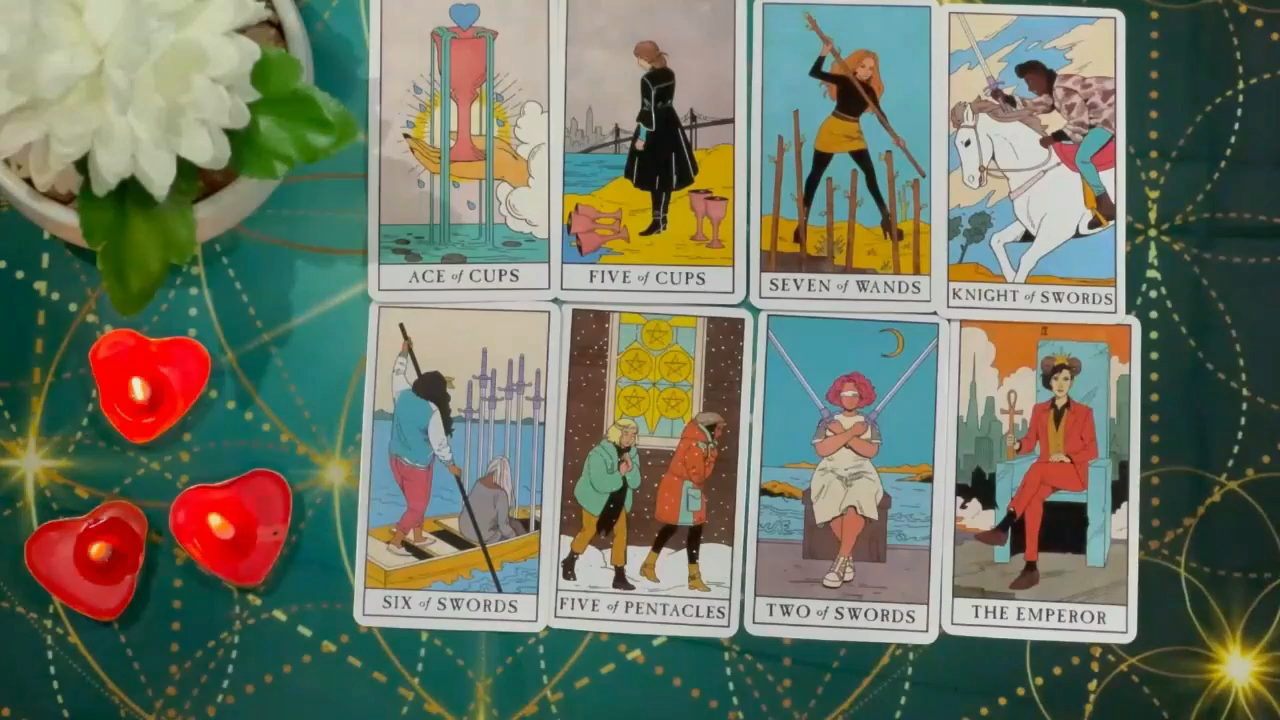 ACE of CUPS
FIVE of CUPS
SEVEN of WANDS
KNIGHT of SWORDS
SIX of SWORDS
FIVE of PENTACLES
TWO of SWORDS
THE EMPEROR